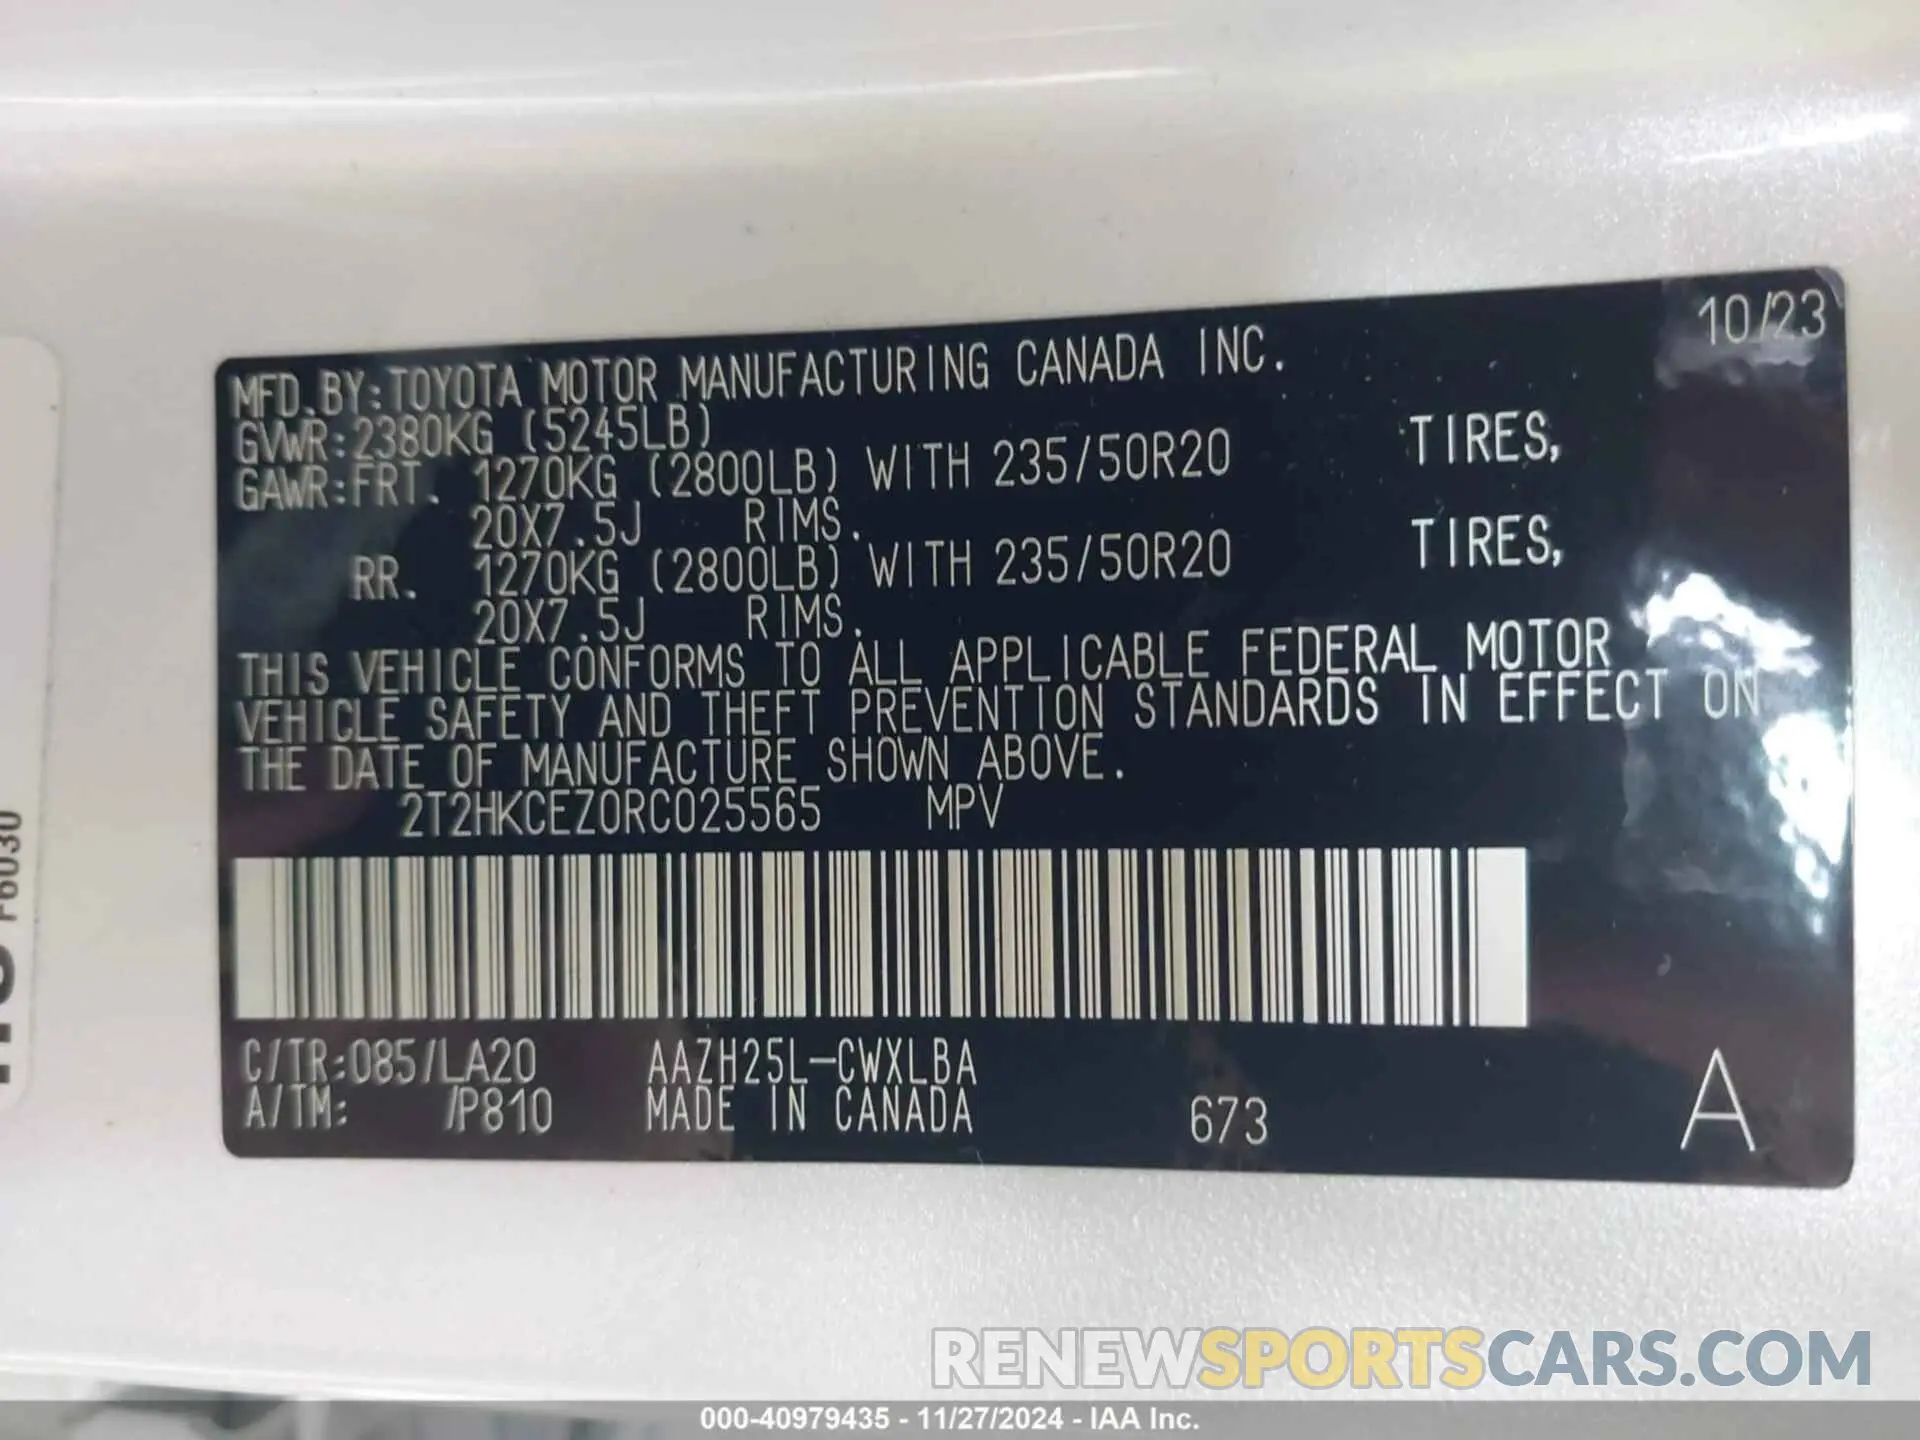 10/23
MFD.BY:TOYOTA MOTOR MANUFACTURING CANADA INC.
GVWR:2380KG (5245LB)
GAWR:FRT. 1270KG (2800LB) WITH 235/50R20 TIRES,
20X7.5J RIMS.
RR. 1270KG (2800LB) WITH 235/50R20 TIRES,
20X7.5J RIMS.
THIS VEHICLE CONFORMS TO ALL APPLICABLE FEDERAL MOTOR
VEHICLE SAFETY AND THEFT PREVENTION STANDARDS IN EFFECT ON
THE DATE OF MANUFACTURE SHOWN ABOVE.
2T2HKCEZ0RC025565 MPV
C/TR:085/LA20 AAZH25L-CWXLBA
A/TM: /P810 MADE IN CANADA 673 A
F6030
RENEWSPORTSCARS.COM
000-40979435 - 11/27/2024 - IAA Inc.